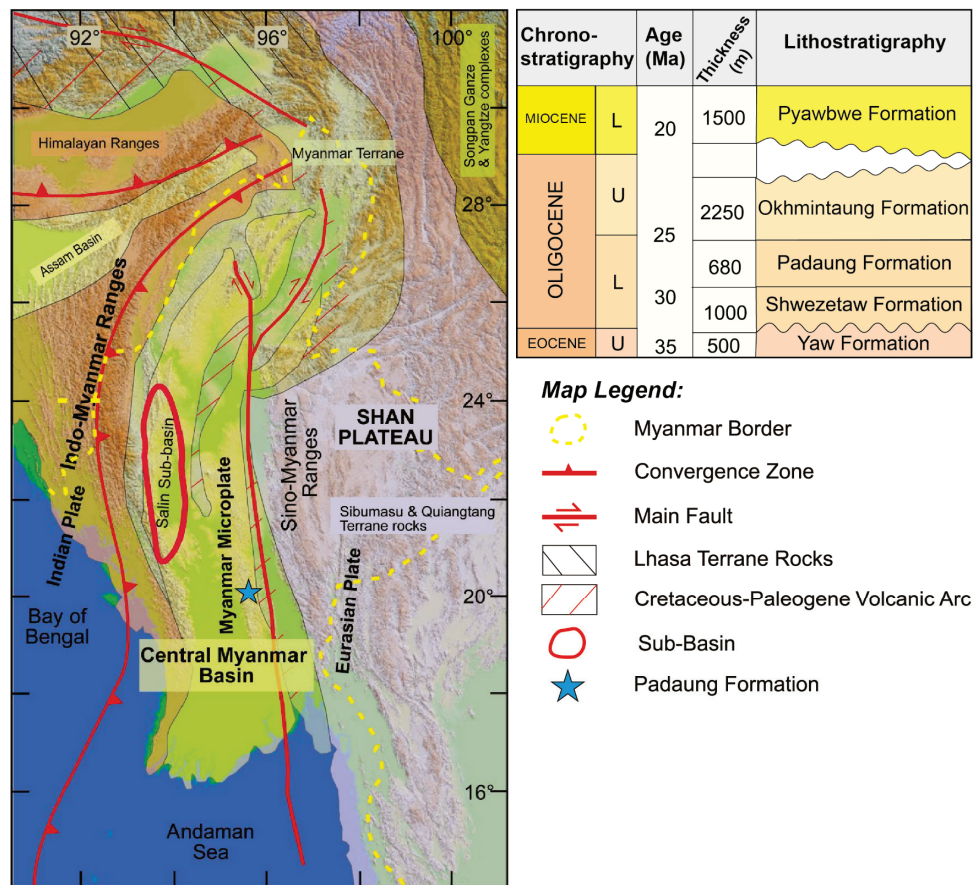 92°
96°
100°
Songpan Ganze
& Yangtze complexes
Himalayan Ranges
Myanmar Terrane
28°
Assam Basin
Indo-Myanmar Ranges
24°
SHAN
PLATEAU
Salin Sub-basin
Sino-Myanmar
Ranges
Myanmar Microplate
Sibumasu & Quiangtang
Terrane rocks
Indian Plate
Eurasian Plate
20°
Bay of
Bengal
Central Myanmar
Basin
16°
Andaman
Sea
Chrono-
stratigraphy
Age
(Ma)
Thickness
(m)
Lithostratigraphy
MIOCENE
L
20
1500
Pyawbwe Formation
OLIGOCENE
U
25
2250
Okhmintaung Formation
L
680
Padaung Formation
30
1000
Shwezetaw Formation
EOCENE
U
35
500
Yaw Formation
Map Legend:
Myanmar Border
Convergence Zone
Main Fault
Lhasa Terrane Rocks
Cretaceous-Paleogene Volcanic Arc
Sub-Basin
Padaung Formation